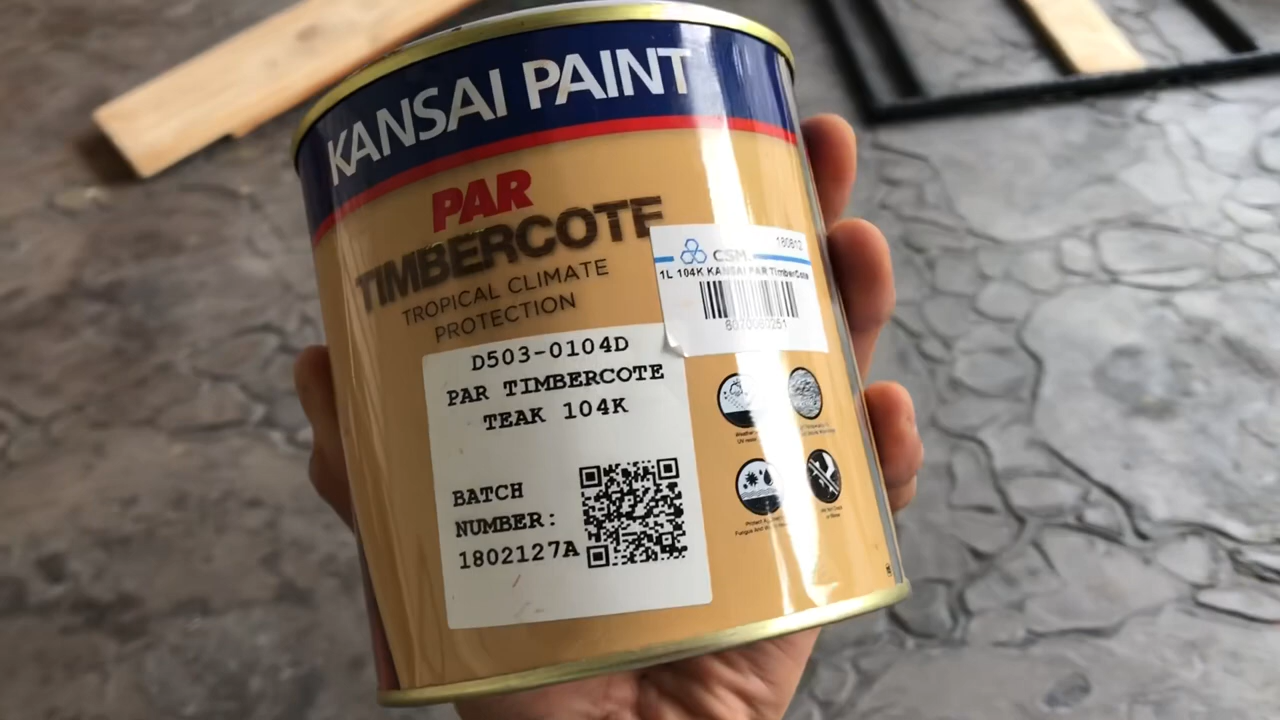 KANSAI PAINT
PAR
TIMBERCOTE
TROPICAL CLIMATE
PROTECTION
CSM
180812
1L 104K KANSAI PAR TimberCote
6070060251
D503-0104D
PAR TIMBERCOTE
TEAK 104K
BATCH
NUMBER:
1802127A